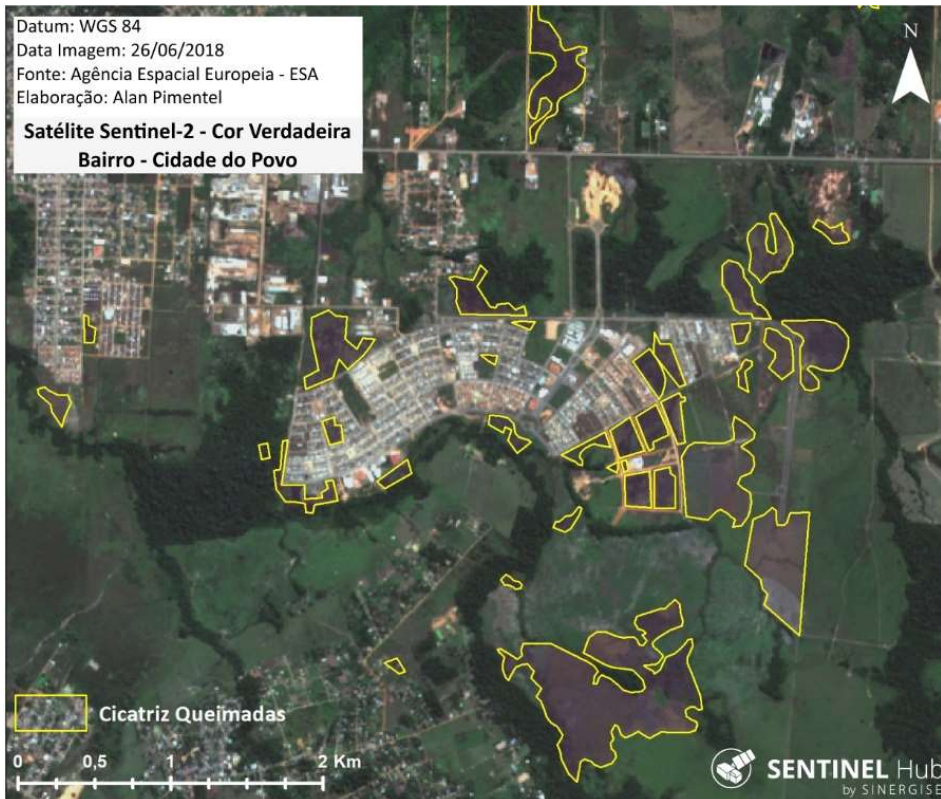 Datum: WGS 84
Data Imagem: 26/06/2018
Fonte: Agência Espacial Europeia - ESA
Elaboração: Alan Pimentel
Satélite Sentinel-2 - Cor Verdadeira
Bairro - Cidade do Povo
N
Cicatriz Queimadas
0 0,5 1 2 Km
SENTINEL Hub
by SINERGISE